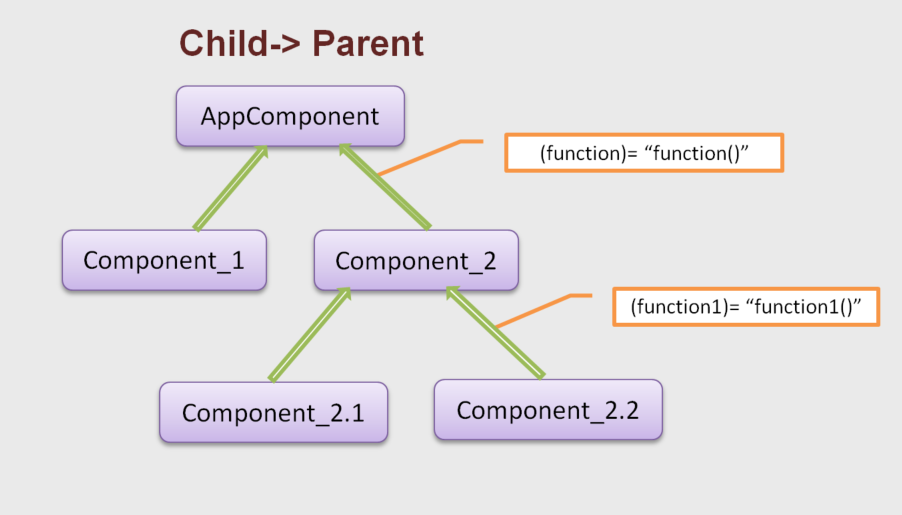 Child-> Parent
AppComponent
(function)= “function()”
Component_1
Component_2
(function1)= “function1()”
Component_2.1
Component_2.2